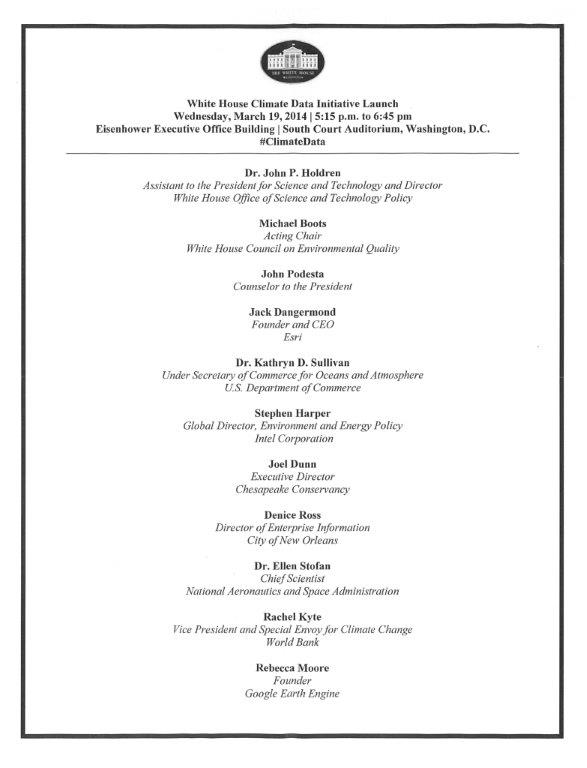 THE WHITE HOUSE
WASHINGTON
White House Climate Data Initiative Launch
Wednesday, March 19, 2014 | 5:15 p.m. to 6:45 pm
Eisenhower Executive Office Building | South Court Auditorium, Washington, D.C.
#ClimateData
Dr. John P. Holdren
Assistant to the President for Science and Technology and Director
White House Office of Science and Technology Policy
Michael Boots
Acting Chair
White House Council on Environmental Quality
John Podesta
Counselor to the President
Jack Dangermond
Founder and CEO
Esri
Dr. Kathryn D. Sullivan
Under Secretary of Commerce for Oceans and Atmosphere
U.S. Department of Commerce
Stephen Harper
Global Director, Environment and Energy Policy
Intel Corporation
Joel Dunn
Executive Director
Chesapeake Conservancy
Denice Ross
Director of Enterprise Information
City of New Orleans
Dr. Ellen Stofan
Chief Scientist
National Aeronautics and Space Administration
Rachel Kyte
Vice President and Special Envoy for Climate Change
World Bank
Rebecca Moore
Founder
Google Earth Engine